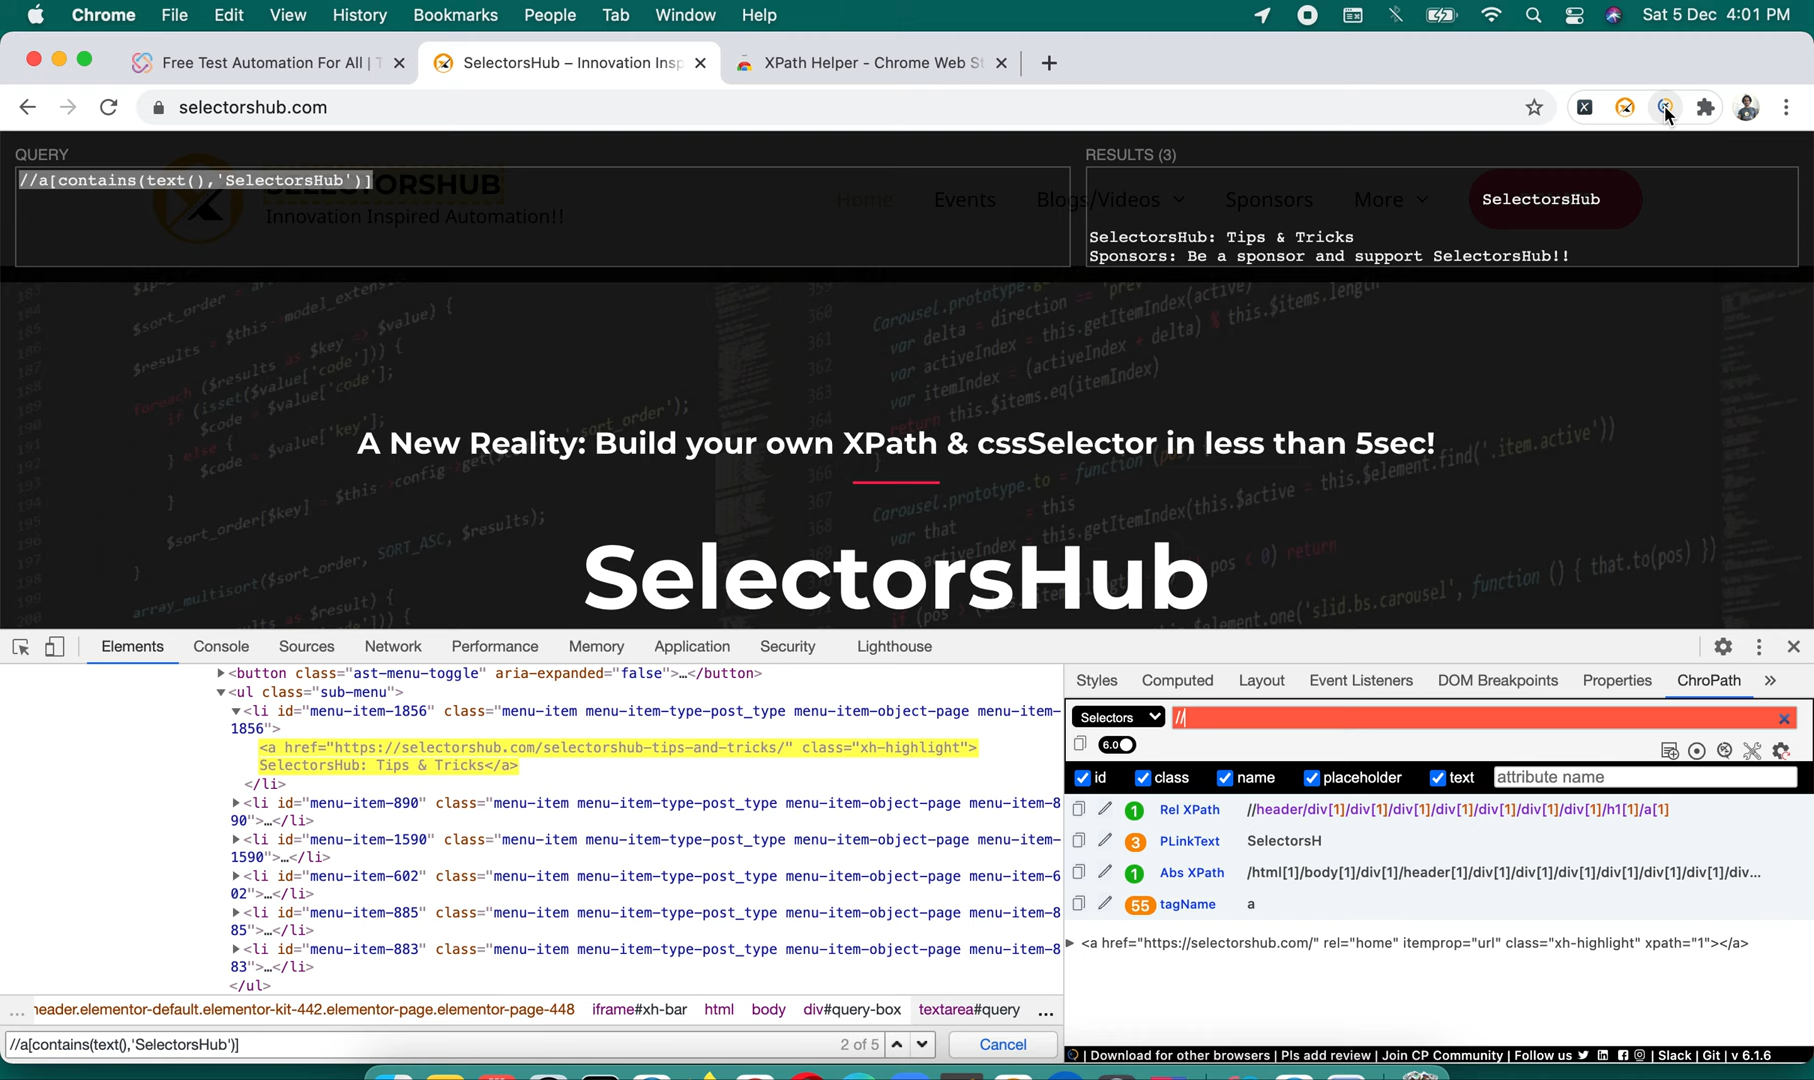 Chrome File Edit View History Bookmarks People Tab Window Help Sat 5 Dec 4:01 PM
Free Test Automation For All | T SelectorsHub – Innovation Insp XPath Helper - Chrome Web St
selectorshub.com
QUERY RESULTS (3)
//a[contains(text(),'SelectorsHub')]
SELECTORSHUB
Innovation Inspired Automation!!
Home Events Blogs/Videos Sponsors More
SelectorsHub
SelectorsHub: Tips & Tricks
Sponsors: Be a sponsor and support SelectorsHub!!
A New Reality: Build your own XPath & cssSelector in less than 5sec!
SelectorsHub
Elements Console Sources Network Performance Memory Application Security Lighthouse
<button class="ast-menu-toggle" aria-expanded="false">…</button>
<ul class="sub-menu">
<li id="menu-item-1856" class="menu-item menu-item-type-post_type menu-item-object-page menu-item-
1856">
<a href="https://selectorshub.com/selectorshub-tips-and-tricks/" class="xh-highlight">
SelectorsHub: Tips & Tricks</a>
</li>
<li id="menu-item-890" class="menu-item menu-item-type-post_type menu-item-object-page menu-item-8
90">…</li>
<li id="menu-item-1590" class="menu-item menu-item-type-post_type menu-item-object-page menu-item-
1590">…</li>
<li id="menu-item-602" class="menu-item menu-item-type-post_type menu-item-object-page menu-item-6
02">…</li>
<li id="menu-item-885" class="menu-item menu-item-type-post_type menu-item-object-page menu-item-8
85">…</li>
<li id="menu-item-883" class="menu-item menu-item-type-post_type menu-item-object-page menu-item-8
83">…</li>
</ul>
... header.elementor-default.elementor-kit-442.elementor-page.elementor-page-448 iframe#xh-bar html body div#query-box textarea#query ...
//a[contains(text(),'SelectorsHub')] 2 of 5 Cancel
Styles Computed Layout Event Listeners DOM Breakpoints Properties ChroPath »
Selectors //
6.0
id class name placeholder text attribute name
1 Rel XPath //header/div[1]/div[1]/div[1]/div[1]/div[1]/div[1]/div[1]/h1[1]/a[1]
3 PLinkText SelectorsH
1 Abs XPath /html[1]/body[1]/div[1]/header[1]/div[1]/div[1]/div[1]/div[1]/div[1]/div[1]/div...
55 tagName a
<a href="https://selectorshub.com/" rel="home" itemprop="url" class="xh-highlight" xpath="1"></a>
| Download for other browsers | Pls add review | Join CP Community | Follow us | Slack | Git | v 6.1.6